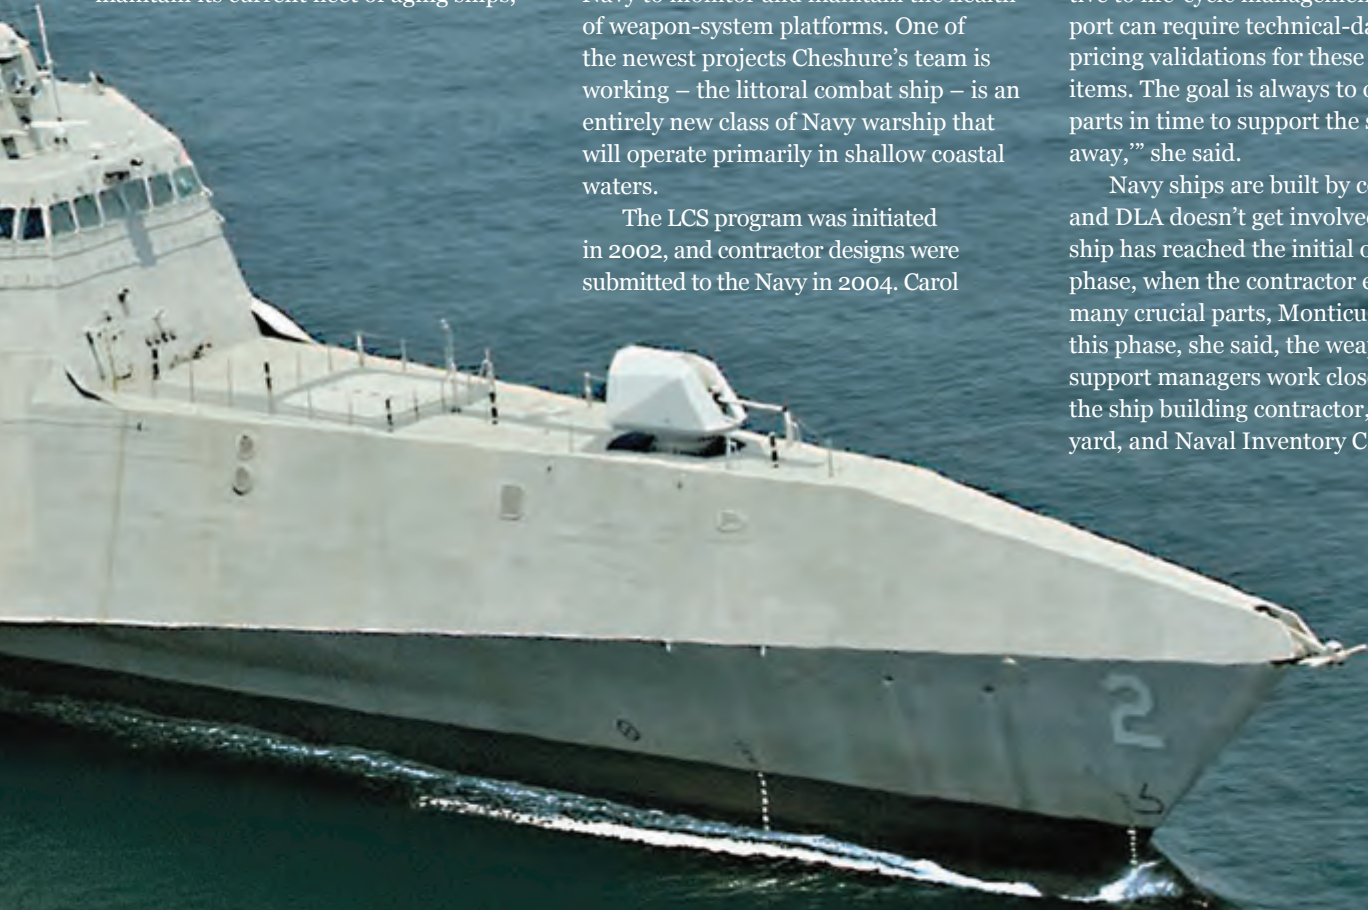 maintain its current fleet of aging ships,
Navy to monitor and maintain the health
of weapon-system platforms. One of
the newest projects Cheshure’s team is
working – the littoral combat ship – is an
entirely new class of Navy warship that
will operate primarily in shallow coastal
waters.
The LCS program was initiated
in 2002, and contractor designs were
submitted to the Navy in 2004. Carol
port can require
pricing validations for these
items. The goal is always to
parts in time to support the
away,’” she said.
Navy ships are built by
and DLA doesn’t get involved
ship has reached the initial
phase, when the contractor
many crucial parts,
this phase, she said, the
support managers work
the ship building contractor,
yard, and Naval Inventory
2